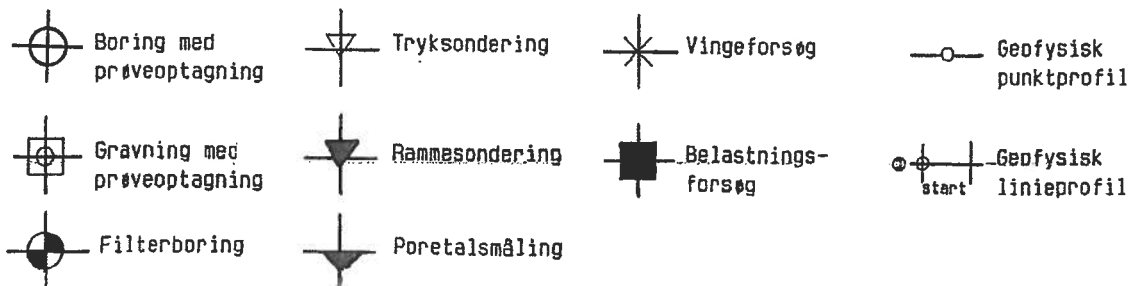 Boring med
prøveoptagning
Tryksondering
Vingeforsøg
Geofysisk
punktprofil
Gravning med
prøveoptagning
Rammesondering
Belastnings-
forsøg
start
Geofysisk
linieprofil
Filterboring
Poretalsmåling